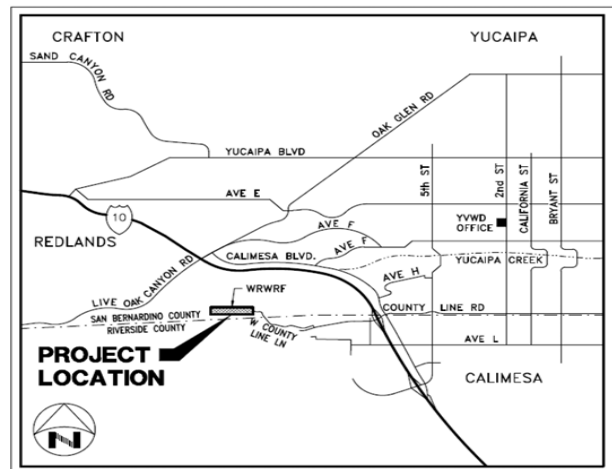 CRAFTON
YUCAIPA
SAND CANYON
RD
OAK GLEN RD
YUCAIPA BLVD
5th ST
2nd ST
CALIFORNIA ST
BRYANT ST
AVE E
10
YVWD
OFFICE
AVE F
REDLANDS
CALIMESA BLVD.
AVE F
YUCAIPA CREEK
AVE H
LIVE OAK CANYON RD
WRWRF
COUNTY LINE RD
SAN BERNARDINO COUNTY
RIVERSIDE COUNTY
W COUNTY
LINE LN
AVE L
PROJECT
LOCATION
CALIMESA
N